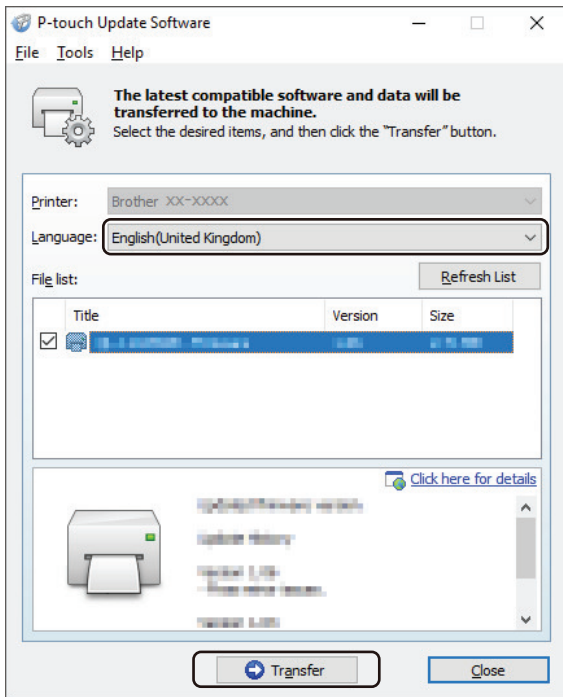 P-touch Update Software
File Tools Help
The latest compatible software and data will be
transferred to the machine.
Select the desired items, and then click the "Transfer" button.
Printer: Brother XX-XXXX
Language: English(United Kingdom)
File list: Refresh List
Title Version Size
Click here for details
Transfer Close